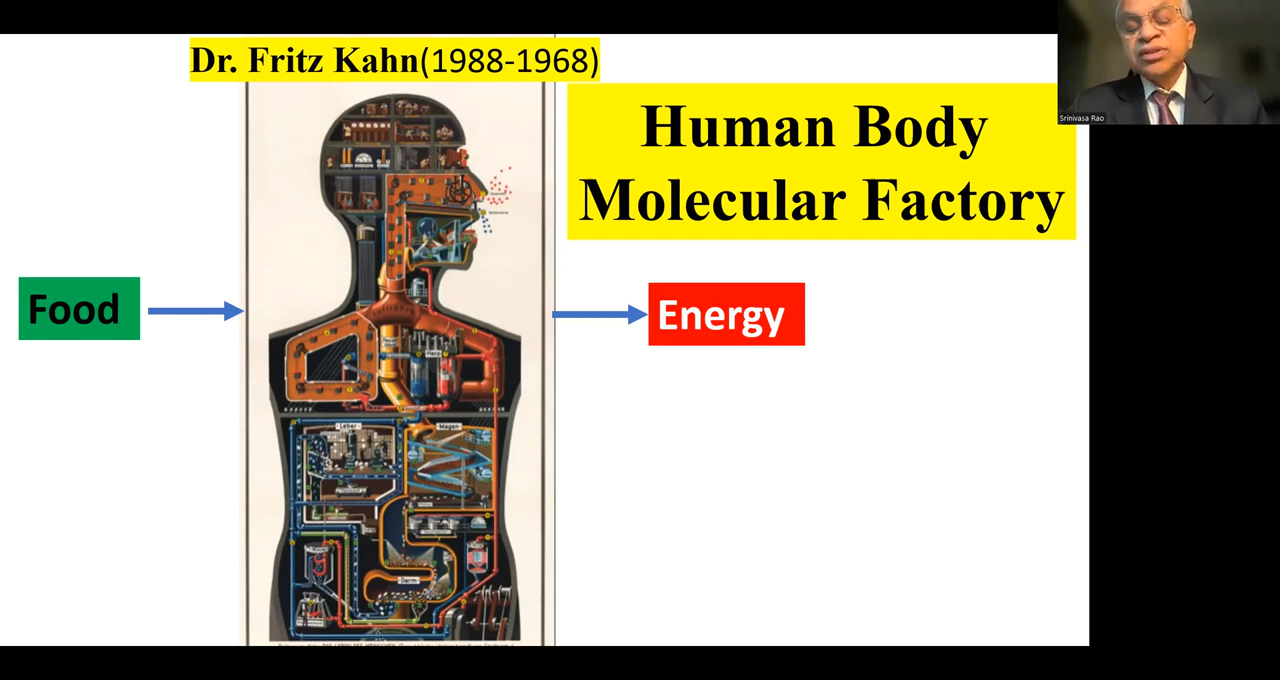 Dr. Fritz Kahn(1988-1968)
Human Body
Molecular Factory
Srinivasa Rao
Food
Energy
Leber
Magen
Darm